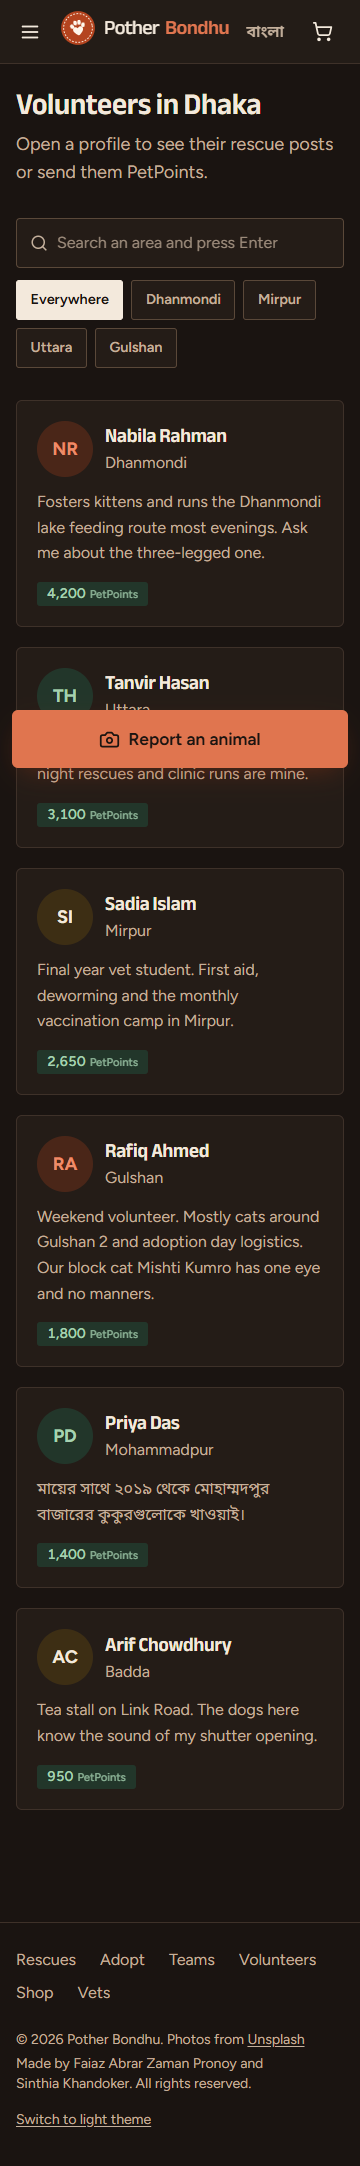 Pother Bondhu
বাংলা
Volunteers in Dhaka
Open a profile to see their rescue posts
or send them PetPoints.
Search an area and press Enter
Everywhere
Dhanmondi
Mirpur
Uttara
Gulshan
NR
Nabila Rahman
Dhanmondi
Fosters kittens and runs the Dhanmondi
lake feeding route most evenings. Ask
me about the three-legged one.
4,200 PetPoints
TH
Tanvir Hasan
Uttara
Report an animal
night rescues and clinic runs are mine.
3,100 PetPoints
SI
Sadia Islam
Mirpur
Final year vet student. First aid,
deworming and the monthly
vaccination camp in Mirpur.
2,650 PetPoints
RA
Rafiq Ahmed
Gulshan
Weekend volunteer. Mostly cats around
Gulshan 2 and adoption day logistics.
Our block cat Mishti Kumro has one eye
and no manners.
1,800 PetPoints
PD
Priya Das
Mohammadpur
মায়ের সাথে ২০১৯ থেকে মোহাম্মদপুর
বাজারের কুকুরগুলোকে খাওয়াই।
1,400 PetPoints
AC
Arif Chowdhury
Badda
Tea stall on Link Road. The dogs here
know the sound of my shutter opening.
950 PetPoints
Rescues Adopt Teams Volunteers
Shop Vets
© 2026 Pother Bondhu. Photos from Unsplash
Made by Faiaz Abrar Zaman Pronoy and
Sinthia Khandoker. All rights reserved.
Switch to light theme